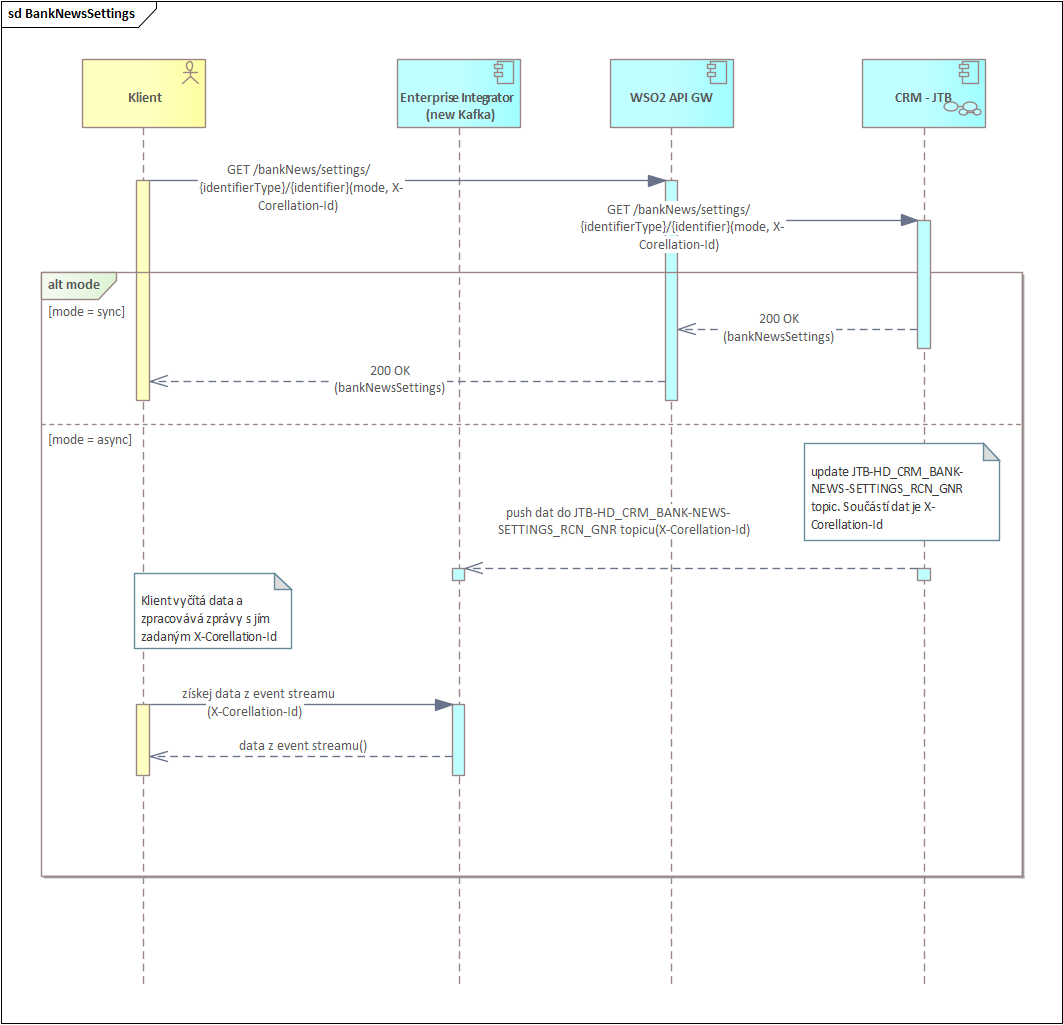 sd BankNewsSettings
Klient
Enterprise Integrator
(new Kafka)
WSO2 API GW
CRM - JTB
GET /bankNews/settings/
{identifierType}/{identifier}(mode, X-
Corellation-Id)
GET /bankNews/settings/
{identifierType}/{identifier}(mode, X-
Corellation-Id)
alt mode
[mode = sync]
200 OK
(bankNewsSettings)
200 OK
(bankNewsSettings)
[mode = async]
update JTB-HD_CRM_BANK-
NEWS-SETTINGS_RCN_GNR
topic. Součástí dat je X-
Corellation-Id
push dat do JTB-HD_CRM_BANK-NEWS-
SETTINGS_RCN_GNR topicu(X-Corellation-Id)
Klient vyčítá data a
zpracovává zprávy s jím
zadaným X-Corellation-Id
získej data z event streamu
(X-Corellation-Id)
data z event streamu()